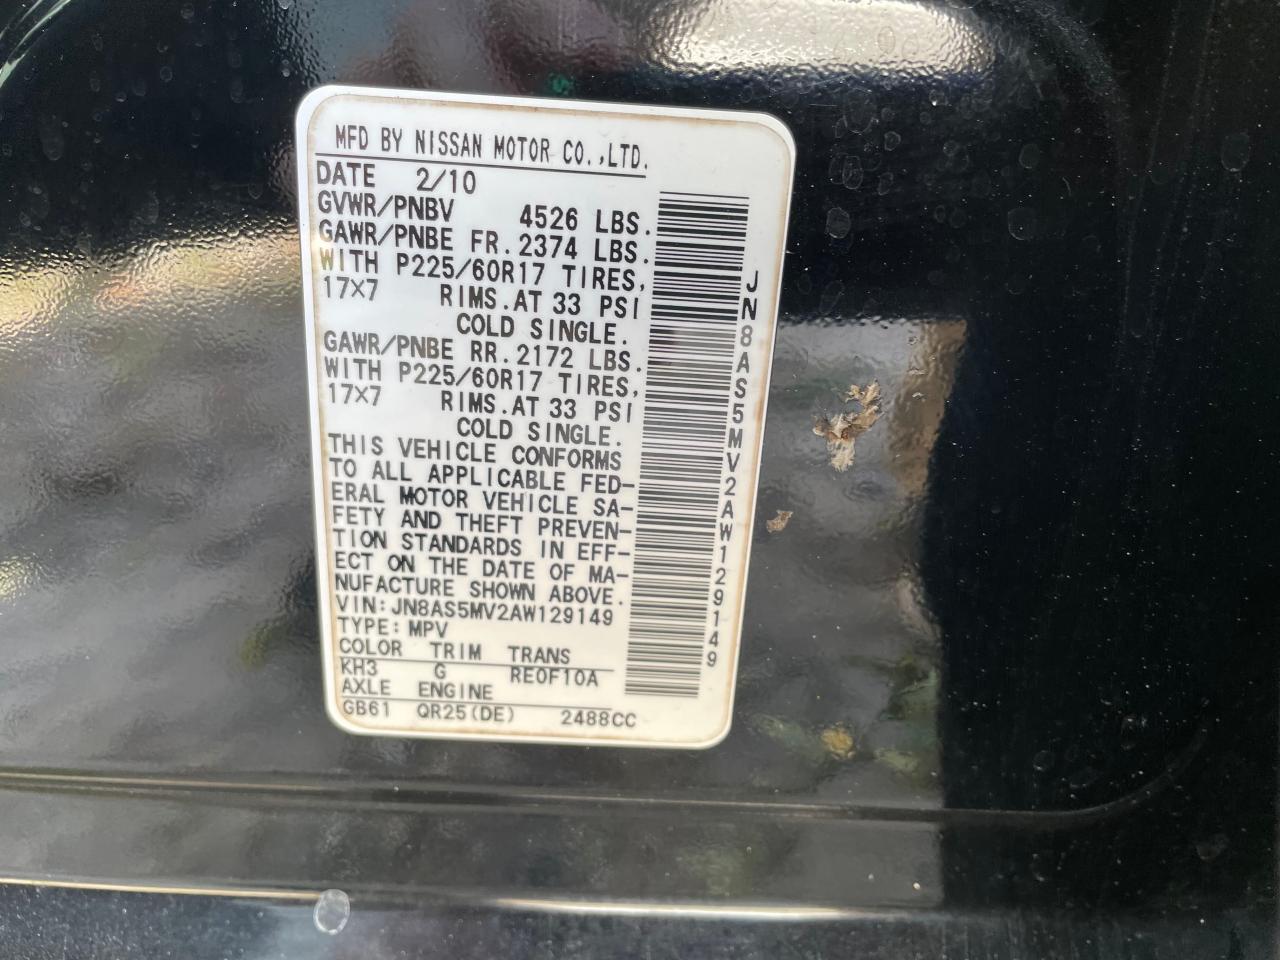 MFD BY NISSAN MOTOR CO.,LTD.
DATE 2/10
GVWR/PNBV 4526 LBS.
GAWR/PNBE FR.2374 LBS.
WITH P225/60R17 TIRES,
17×7 RIMS.AT 33 PSI
COLD SINGLE.
GAWR/PNBE RR.2172 LBS.
WITH P225/60R17 TIRES,
17×7 RIMS.AT 33 PSI
COLD SINGLE.
THIS VEHICLE CONFORMS
TO ALL APPLICABLE FED-
ERAL MOTOR VEHICLE SA-
FETY AND THEFT PREVEN-
TION STANDARDS IN EFF-
ECT ON THE DATE OF MA-
NUFACTURE SHOWN ABOVE.
VIN:JN8AS5MV2AW129149
TYPE:MPV
COLOR TRIM TRANS
KH3 G RE0F10A
AXLE ENGINE
GB61 QR25(DE) 2488CC
JN8AS5MV2AW129149